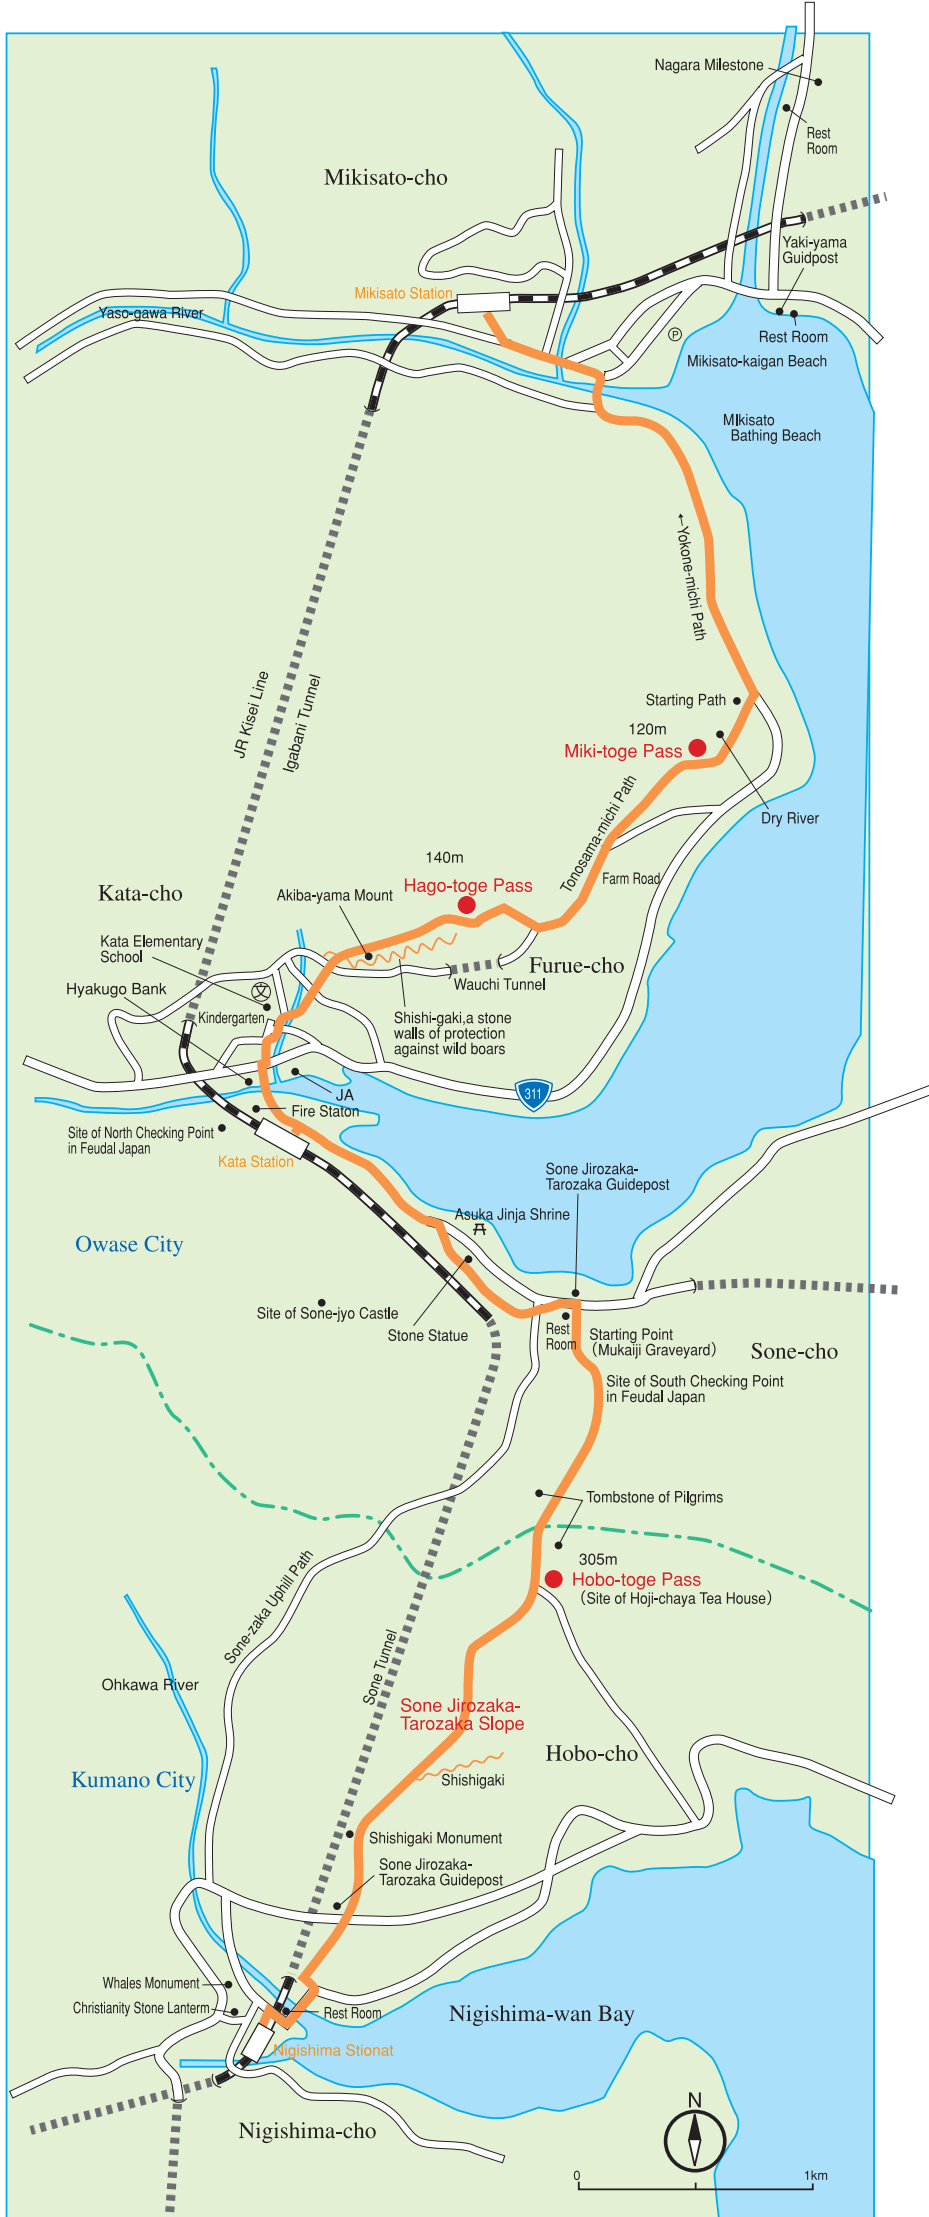 Nagara Milestone
Rest
Room
Mikisato-cho
Yaki-yama
Guidpost
Mikisato Station
Yaso-gawa River
P
Rest Room
Mikisato-kaigan Beach
MIkisato
Bathing Beach
←Yokone-michi Path
JR Kisei Line
Igabani Tunnel
Starting Path
120m
Miki-toge Pass
Dry River
Tonosama-michi Path
140m
Hago-toge Pass
Farm Road
Kata-cho
Akiba-yama Mount
Kata Elementary
School
Furue-cho
Wauchi Tunnel
Hyakugo Bank
文
Kindergarten
Shishi-gaki,a stone
walls of protection
against wild boars
311
JA
Fire Staton
Site of North Checking Point
in Feudal Japan
Kata Station
Sone Jirozaka-
Tarozaka Guidepost
Asuka Jinja Shrine
Owase City
Site of Sone-jyo Castle
Stone Statue
Rest
Room
Starting Point
(Mukaiji Graveyard)
Sone-cho
Site of South Checking Point
in Feudal Japan
Tombstone of Pilgrims
305m
Hobo-toge Pass
(Site of Hoji-chaya Tea House)
Sone-zaka Uphill Path
Sone Tunnel
Ohkawa River
Sone Jirozaka-
Tarozaka Slope
Hobo-cho
Kumano City
Shishigaki
Shishigaki Monument
Sone Jirozaka-
Tarozaka Guidepost
Whales Monument
Christianity Stone Lanterm
Rest Room
Nigishima-wan Bay
Nigishima Stionat
Nigishima-cho
N
0
1km